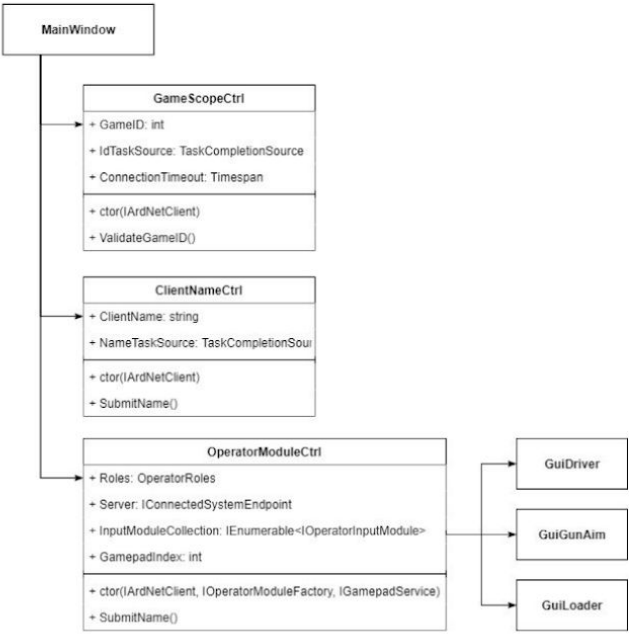 MainWindow
GameScopeCtrl
+ GameID: int
+ IdTaskSource: TaskCompletionSource
+ ConnectionTimeout: Timespan
+ ctor(IArdNetClient)
+ ValidateGameID()
ClientNameCtrl
+ ClientName: string
+ NameTaskSource: TaskCompletionSour
+ ctor(IArdNetClient)
+ SubmitName()
OperatorModuleCtrl
+ Roles: OperatorRoles
+ Server: IConnectedSystemEndpoint
+ InputModuleCollection: IEnumerable<IOperatorInputModule>
+ GamepadIndex: int
+ ctor(IArdNetClient, IOperatorModuleFactory, IGamepadService)
+ SubmitName()
GuiDriver
GuiGunAim
GuiLoader